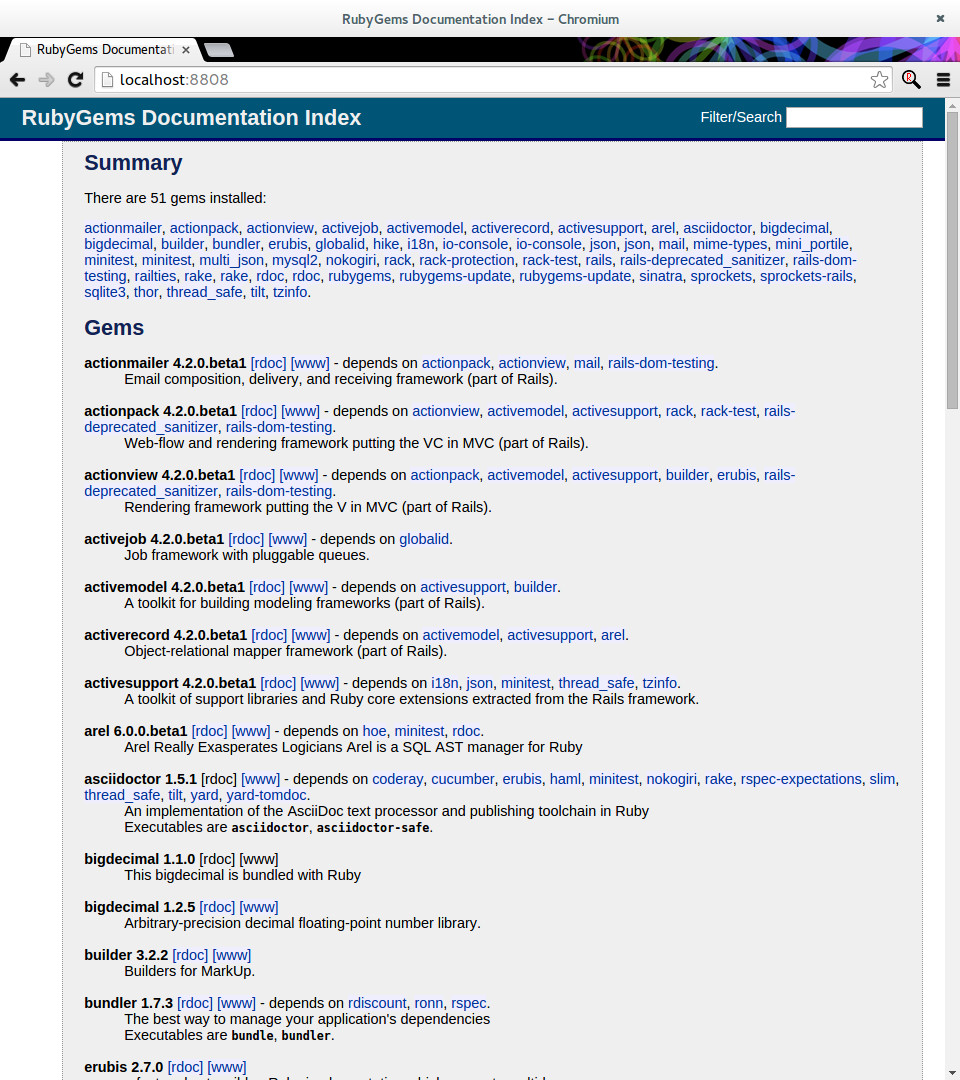 RubyGems Documentation Index - Chromium
RubyGems Documentati
localhost:8808
RubyGems Documentation Index
Filter/Search
Summary
There are 51 gems installed:
actionmailer, actionpack, actionview, activejob, activemodel, activerecord, activesupport, arel, asciidoctor, bigdecimal,
bigdecimal, builder, bundler, erubis, globalid, hike, i18n, io-console, io-console, json, json, mail, mime-types, mini_portile,
minitest, minitest, multi_json, mysql2, nokogiri, rack, rack-protection, rack-test, rails, rails-deprecated_sanitizer, rails-dom-
testing, railties, rake, rake, rdoc, rdoc, rubygems, rubygems-update, rubygems-update, sinatra, sprockets, sprockets-rails,
sqlite3, thor, thread_safe, tilt, tzinfo.
Gems
actionmailer 4.2.0.beta1 [rdoc] [www] - depends on actionpack, actionview, mail, rails-dom-testing.
Email composition, delivery, and receiving framework (part of Rails).
actionpack 4.2.0.beta1 [rdoc] [www] - depends on actionview, activemodel, activesupport, rack, rack-test, rails-
deprecated_sanitizer, rails-dom-testing.
Web-flow and rendering framework putting the VC in MVC (part of Rails).
actionview 4.2.0.beta1 [rdoc] [www] - depends on actionpack, activemodel, activesupport, builder, erubis, rails-
deprecated_sanitizer, rails-dom-testing.
Rendering framework putting the V in MVC (part of Rails).
activejob 4.2.0.beta1 [rdoc] [www] - depends on globalid.
Job framework with pluggable queues.
activemodel 4.2.0.beta1 [rdoc] [www] - depends on activesupport, builder.
A toolkit for building modeling frameworks (part of Rails).
activerecord 4.2.0.beta1 [rdoc] [www] - depends on activemodel, activesupport, arel.
Object-relational mapper framework (part of Rails).
activesupport 4.2.0.beta1 [rdoc] [www] - depends on i18n, json, minitest, thread_safe, tzinfo.
A toolkit of support libraries and Ruby core extensions extracted from the Rails framework.
arel 6.0.0.beta1 [rdoc] [www] - depends on hoe, minitest, rdoc.
Arel Really Exasperates Logicians Arel is a SQL AST manager for Ruby
asciidoctor 1.5.1 [rdoc] [www] - depends on coderay, cucumber, erubis, haml, minitest, nokogiri, rake, rspec-expectations, slim,
thread_safe, tilt, yard, yard-tomdoc.
An implementation of the AsciiDoc text processor and publishing toolchain in Ruby
Executables are asciidoctor, asciidoctor-safe.
bigdecimal 1.1.0 [rdoc] [www]
This bigdecimal is bundled with Ruby
bigdecimal 1.2.5 [rdoc] [www]
Arbitrary-precision decimal floating-point number library.
builder 3.2.2 [rdoc] [www]
Builders for MarkUp.
bundler 1.7.3 [rdoc] [www] - depends on rdiscount, ronn, rspec.
The best way to manage your application's dependencies
Executables are bundle, bundler.
erubis 2.7.0 [rdoc] [www]